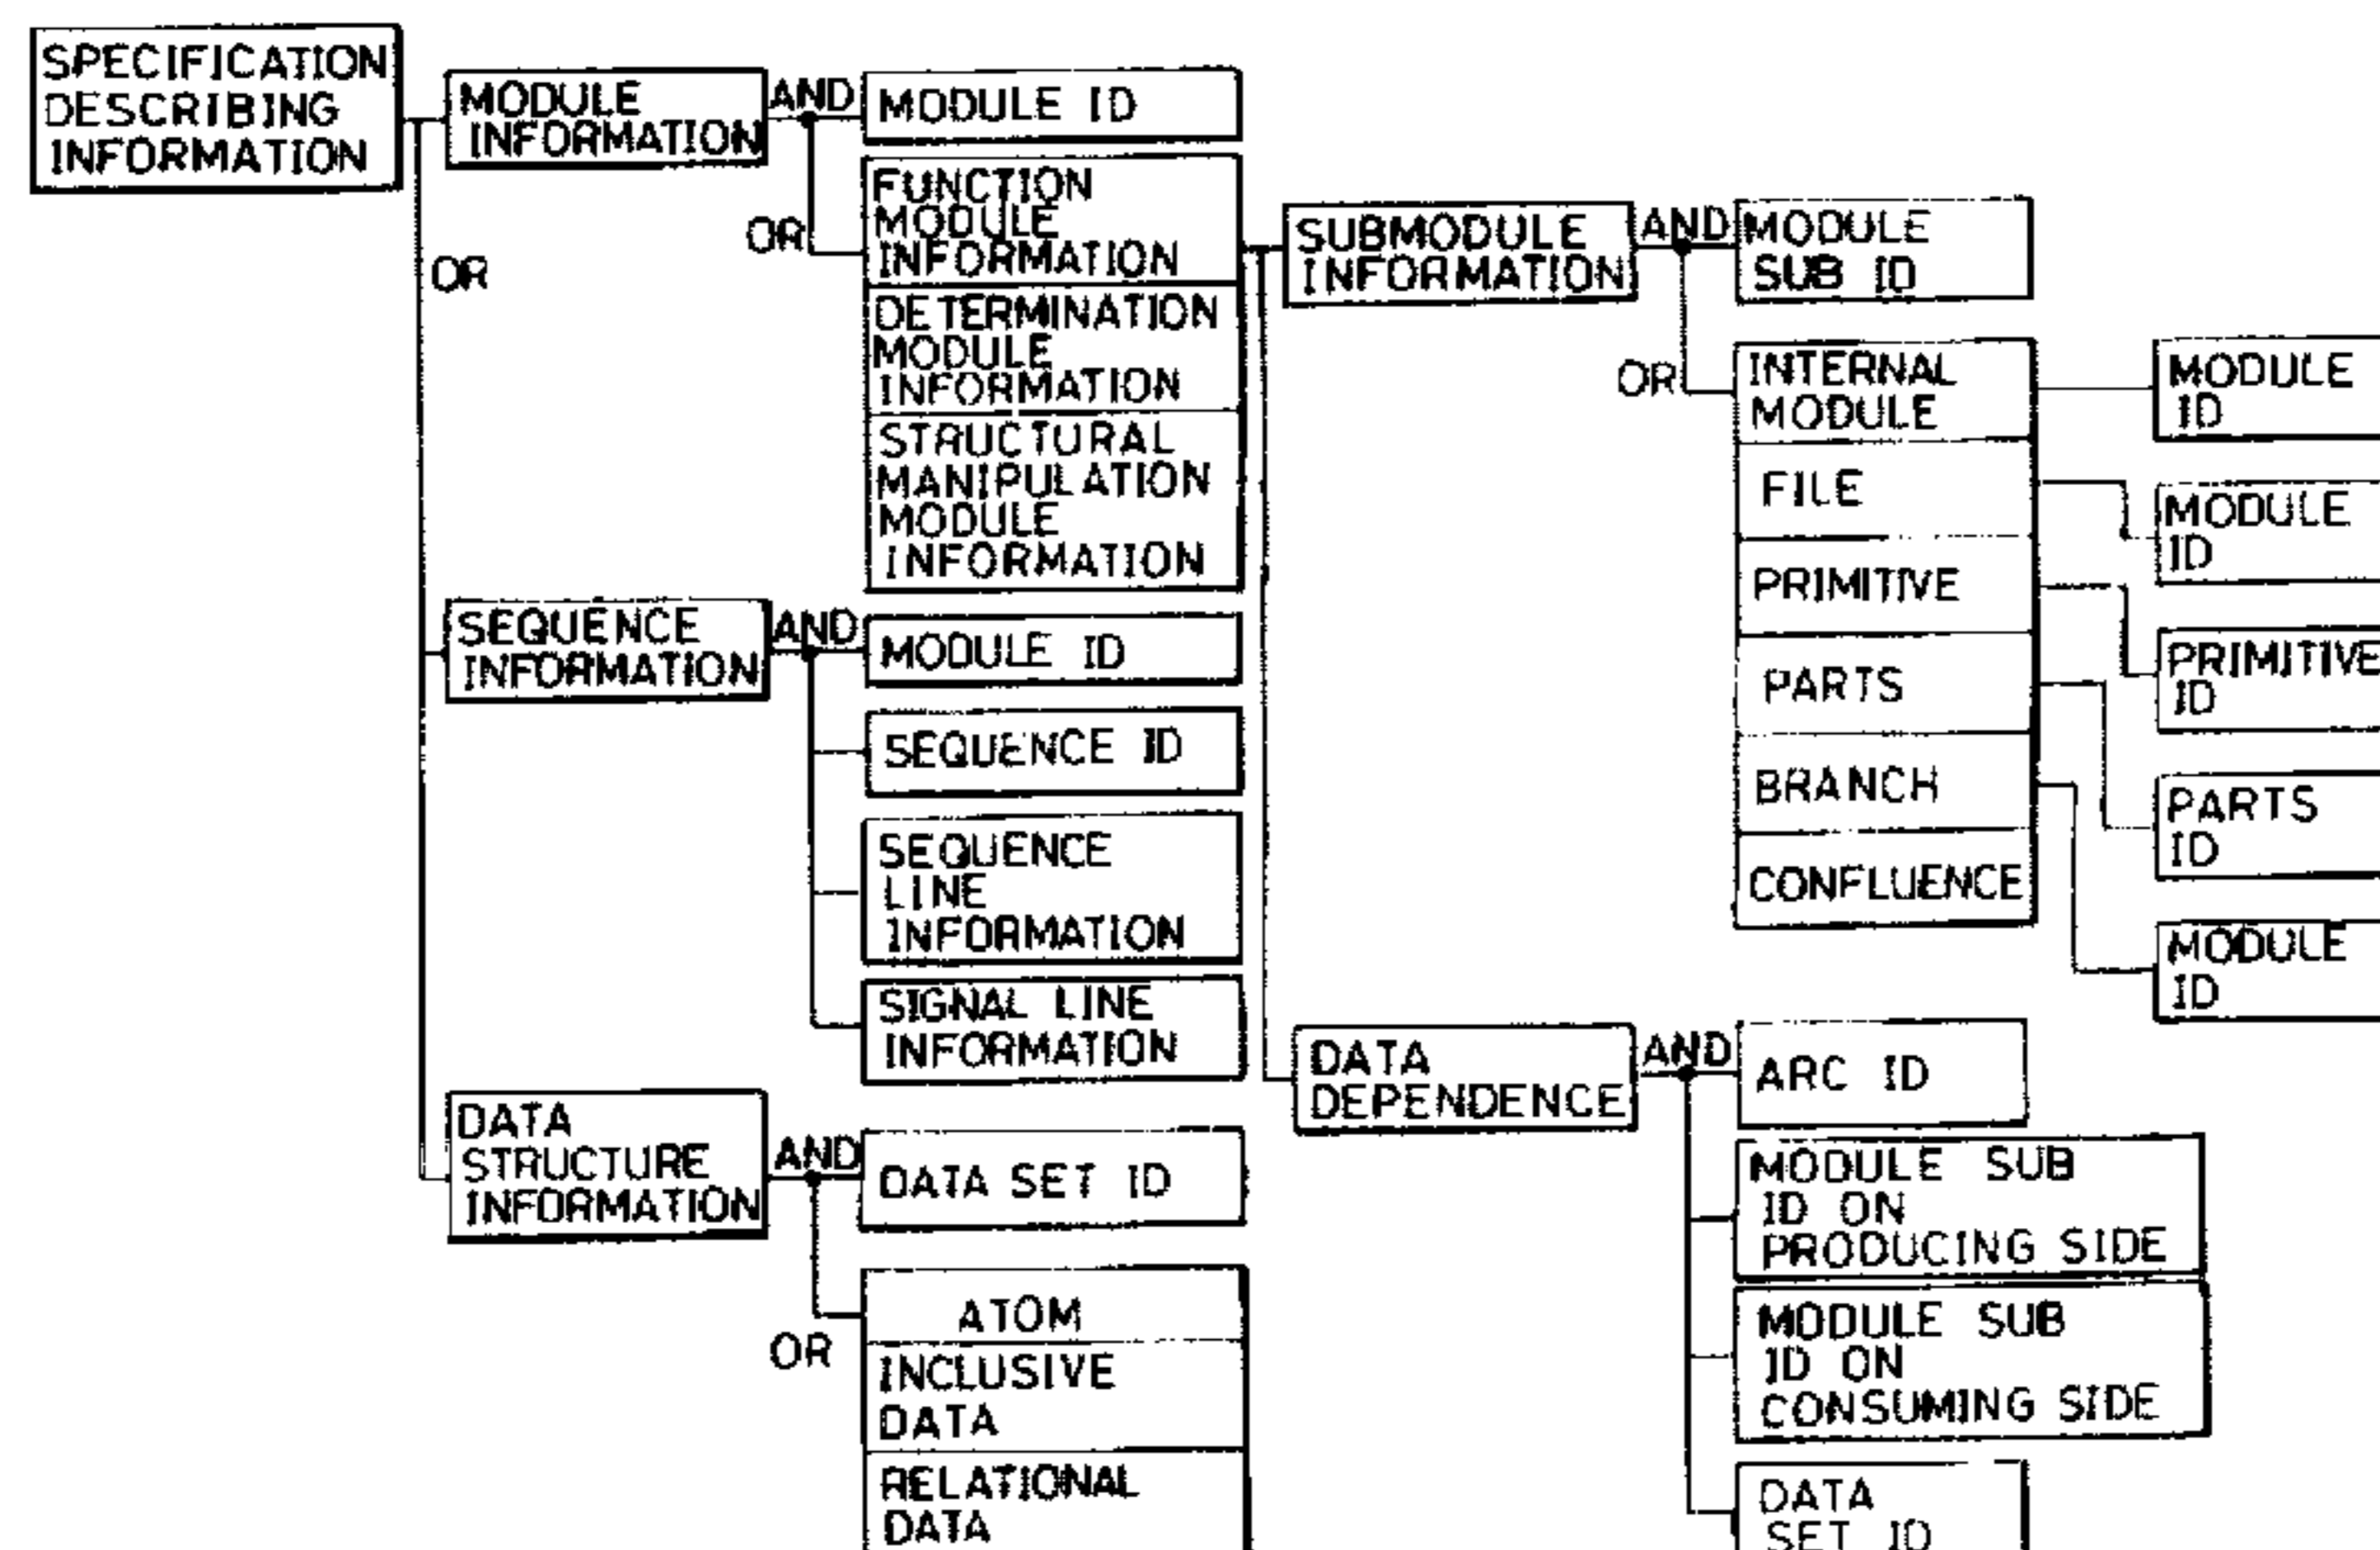 SPECIFICATION
DESCRIBING
INFORMATION
OR
MODULE
INFORMATION
AND
MODULE ID
OR
FUNCTION
MODULE
INFORMATION
DETERMINATION
MODULE
INFORMATION
STRUCTURAL
MANIPULATION
MODULE
INFORMATION
SUBMODULE
INFORMATION
AND
MODULE
SUB ID
OR
INTERNAL
MODULE
FILE
PRIMITIVE
PARTS
BRANCH
CONFLUENCE
MODULE
ID
MODULE
ID
PRIMITIVE
ID
PARTS
ID
MODULE
ID
SEQUENCE
INFORMATION
AND
MODULE ID
SEQUENCE ID
SEQUENCE
LINE
INFORMATION
SIGNAL LINE
INFORMATION
DATA
DEPENDENCE
AND
ARC ID
MODULE SUB
ID ON
PRODUCING SIDE
MODULE SUB
ID ON
CONSUMING SIDE
DATA
SET ID
DATA
STRUCTURE
INFORMATION
AND
DATA SET ID
OR
ATOM
INCLUSIVE
DATA
RELATIONAL
DATA